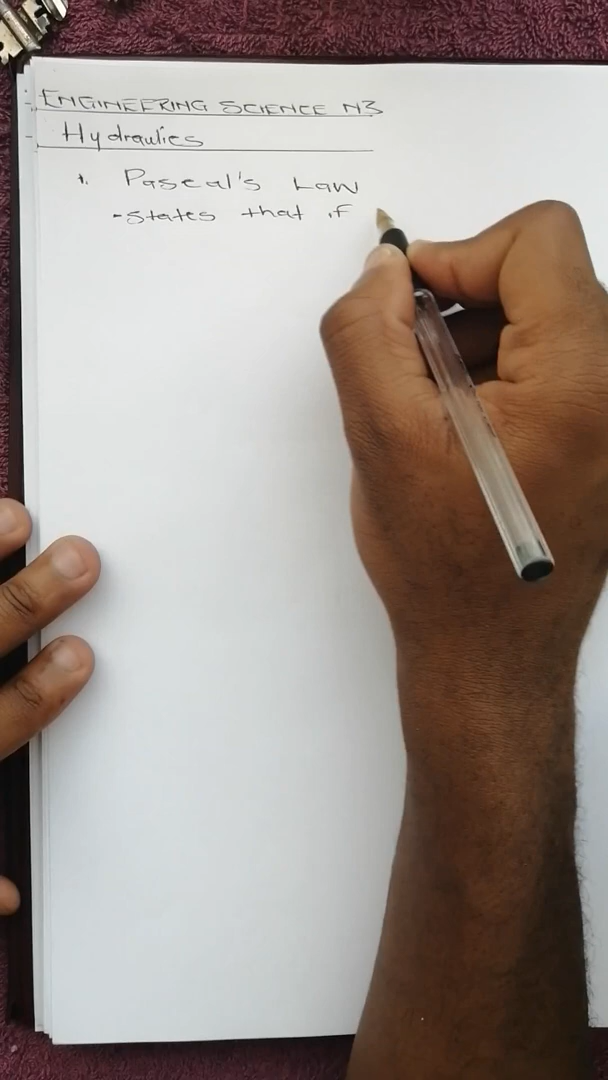 ENGINEERING SCIENCE N3
Hydraulics
1. Pascal's Law
-states that if